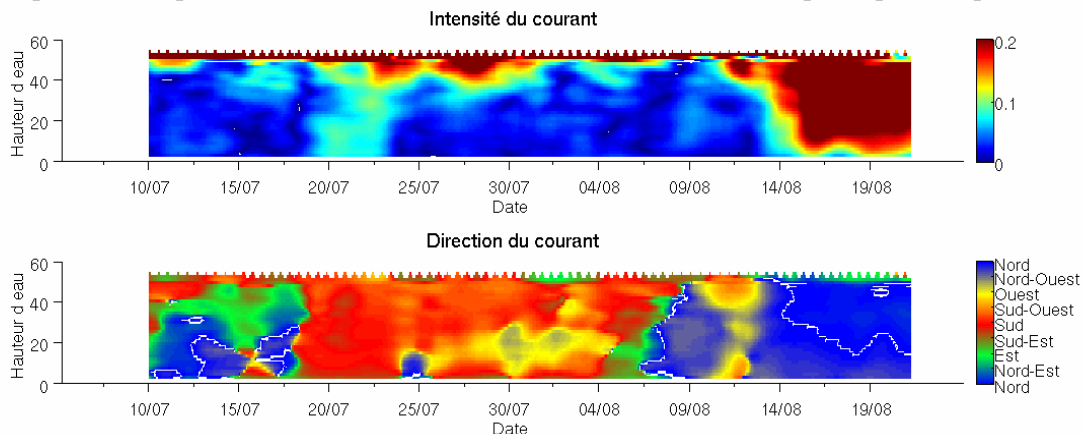 Intensité du courant
60
40
20
0
Hauteur d eau
10/07 15/07 20/07 25/07 30/07 04/08 09/08 14/08 19/08
Date
0.2
0.1
0
Direction du courant
60
40
20
0
Hauteur d eau
10/07 15/07 20/07 25/07 30/07 04/08 09/08 14/08 19/08
Date
Nord
Nord-Ouest
Ouest
Sud-Ouest
Sud
Sud-Est
Est
Nord-Est
Nord